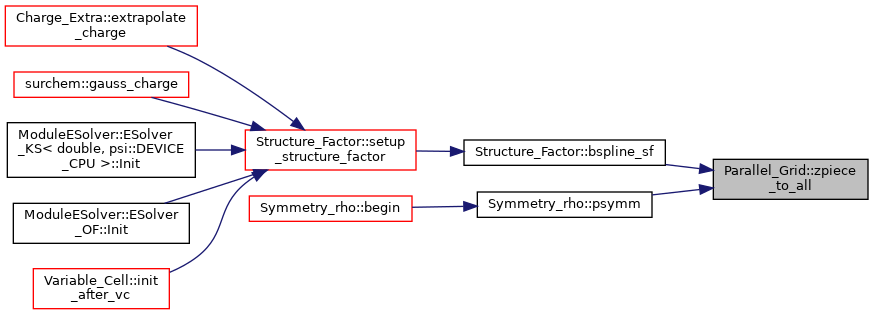 Charge_Extra::extrapolate
_charge
surchem::gauss_charge
ModuleESolver::ESolver
_KS< double, psi::DEVICE
_CPU >::Init
ModuleESolver::ESolver
_OF::Init
Variable_Cell::init
_after_vc
Structure_Factor::setup
_structure_factor
Symmetry_rho::begin
Structure_Factor::bspline_sf
Symmetry_rho::psymm
Parallel_Grid::zpiece
_to_all